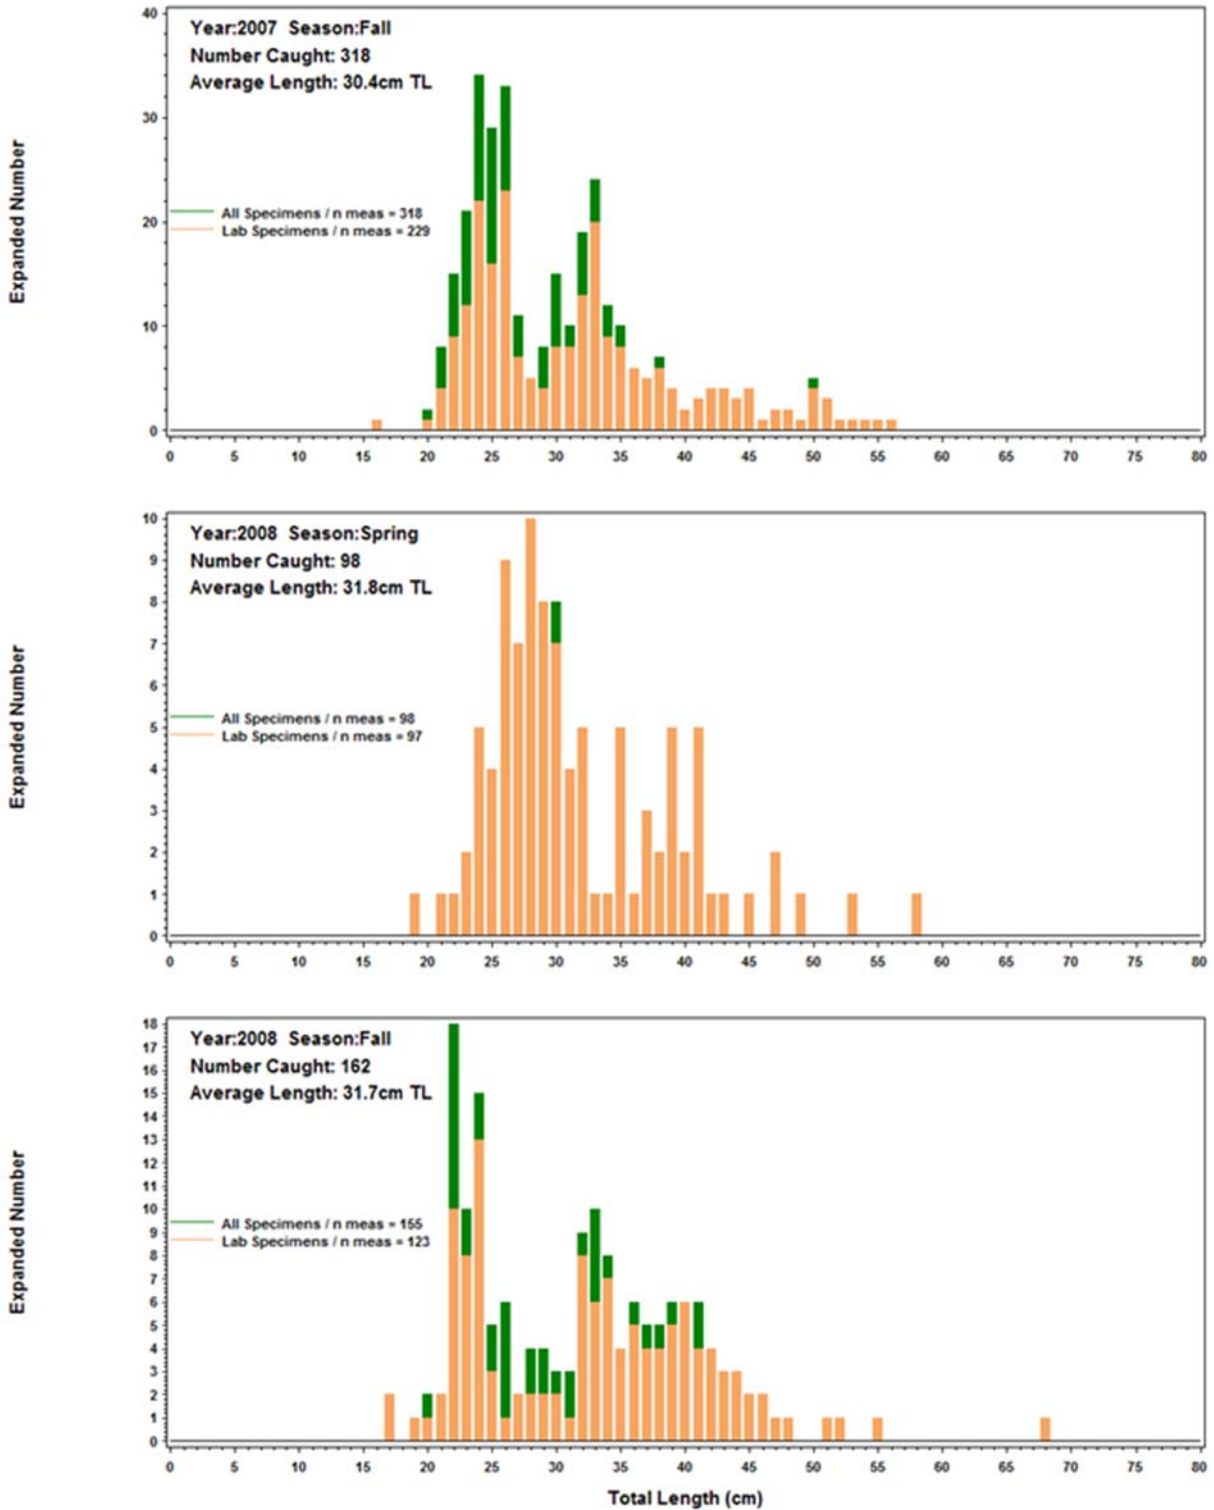 40
Year:2007 Season:Fall
Number Caught: 318
Average Length: 30.4cm TL
30
Expanded Number
All Specimens / n meas = 318
20
Lab Specimens / n meas = 229
10
0
0 5 10 15 20 25 30 35 40 45 50 55 60 65 70 75 80
10
Year:2008 Season:Spring
9
Number Caught: 98
Average Length: 31.8cm TL
8
7
6
Expanded Number
All Specimens / n meas = 98
5
Lab Specimens / n meas = 97
4
3
2
1
0
0 5 10 15 20 25 30 35 40 45 50 55 60 65 70 75 80
18
Year:2008 Season:Fall
17
Number Caught: 162
16
Average Length: 31.7cm TL
15
14
13
12
11
10
Expanded Number
All Specimens / n meas = 155
9
Lab Specimens / n meas = 123
8
7
6
5
4
3
2
1
0
0 5 10 15 20 25 30 35 40 45 50 55 60 65 70 75 80
Total Length (cm)